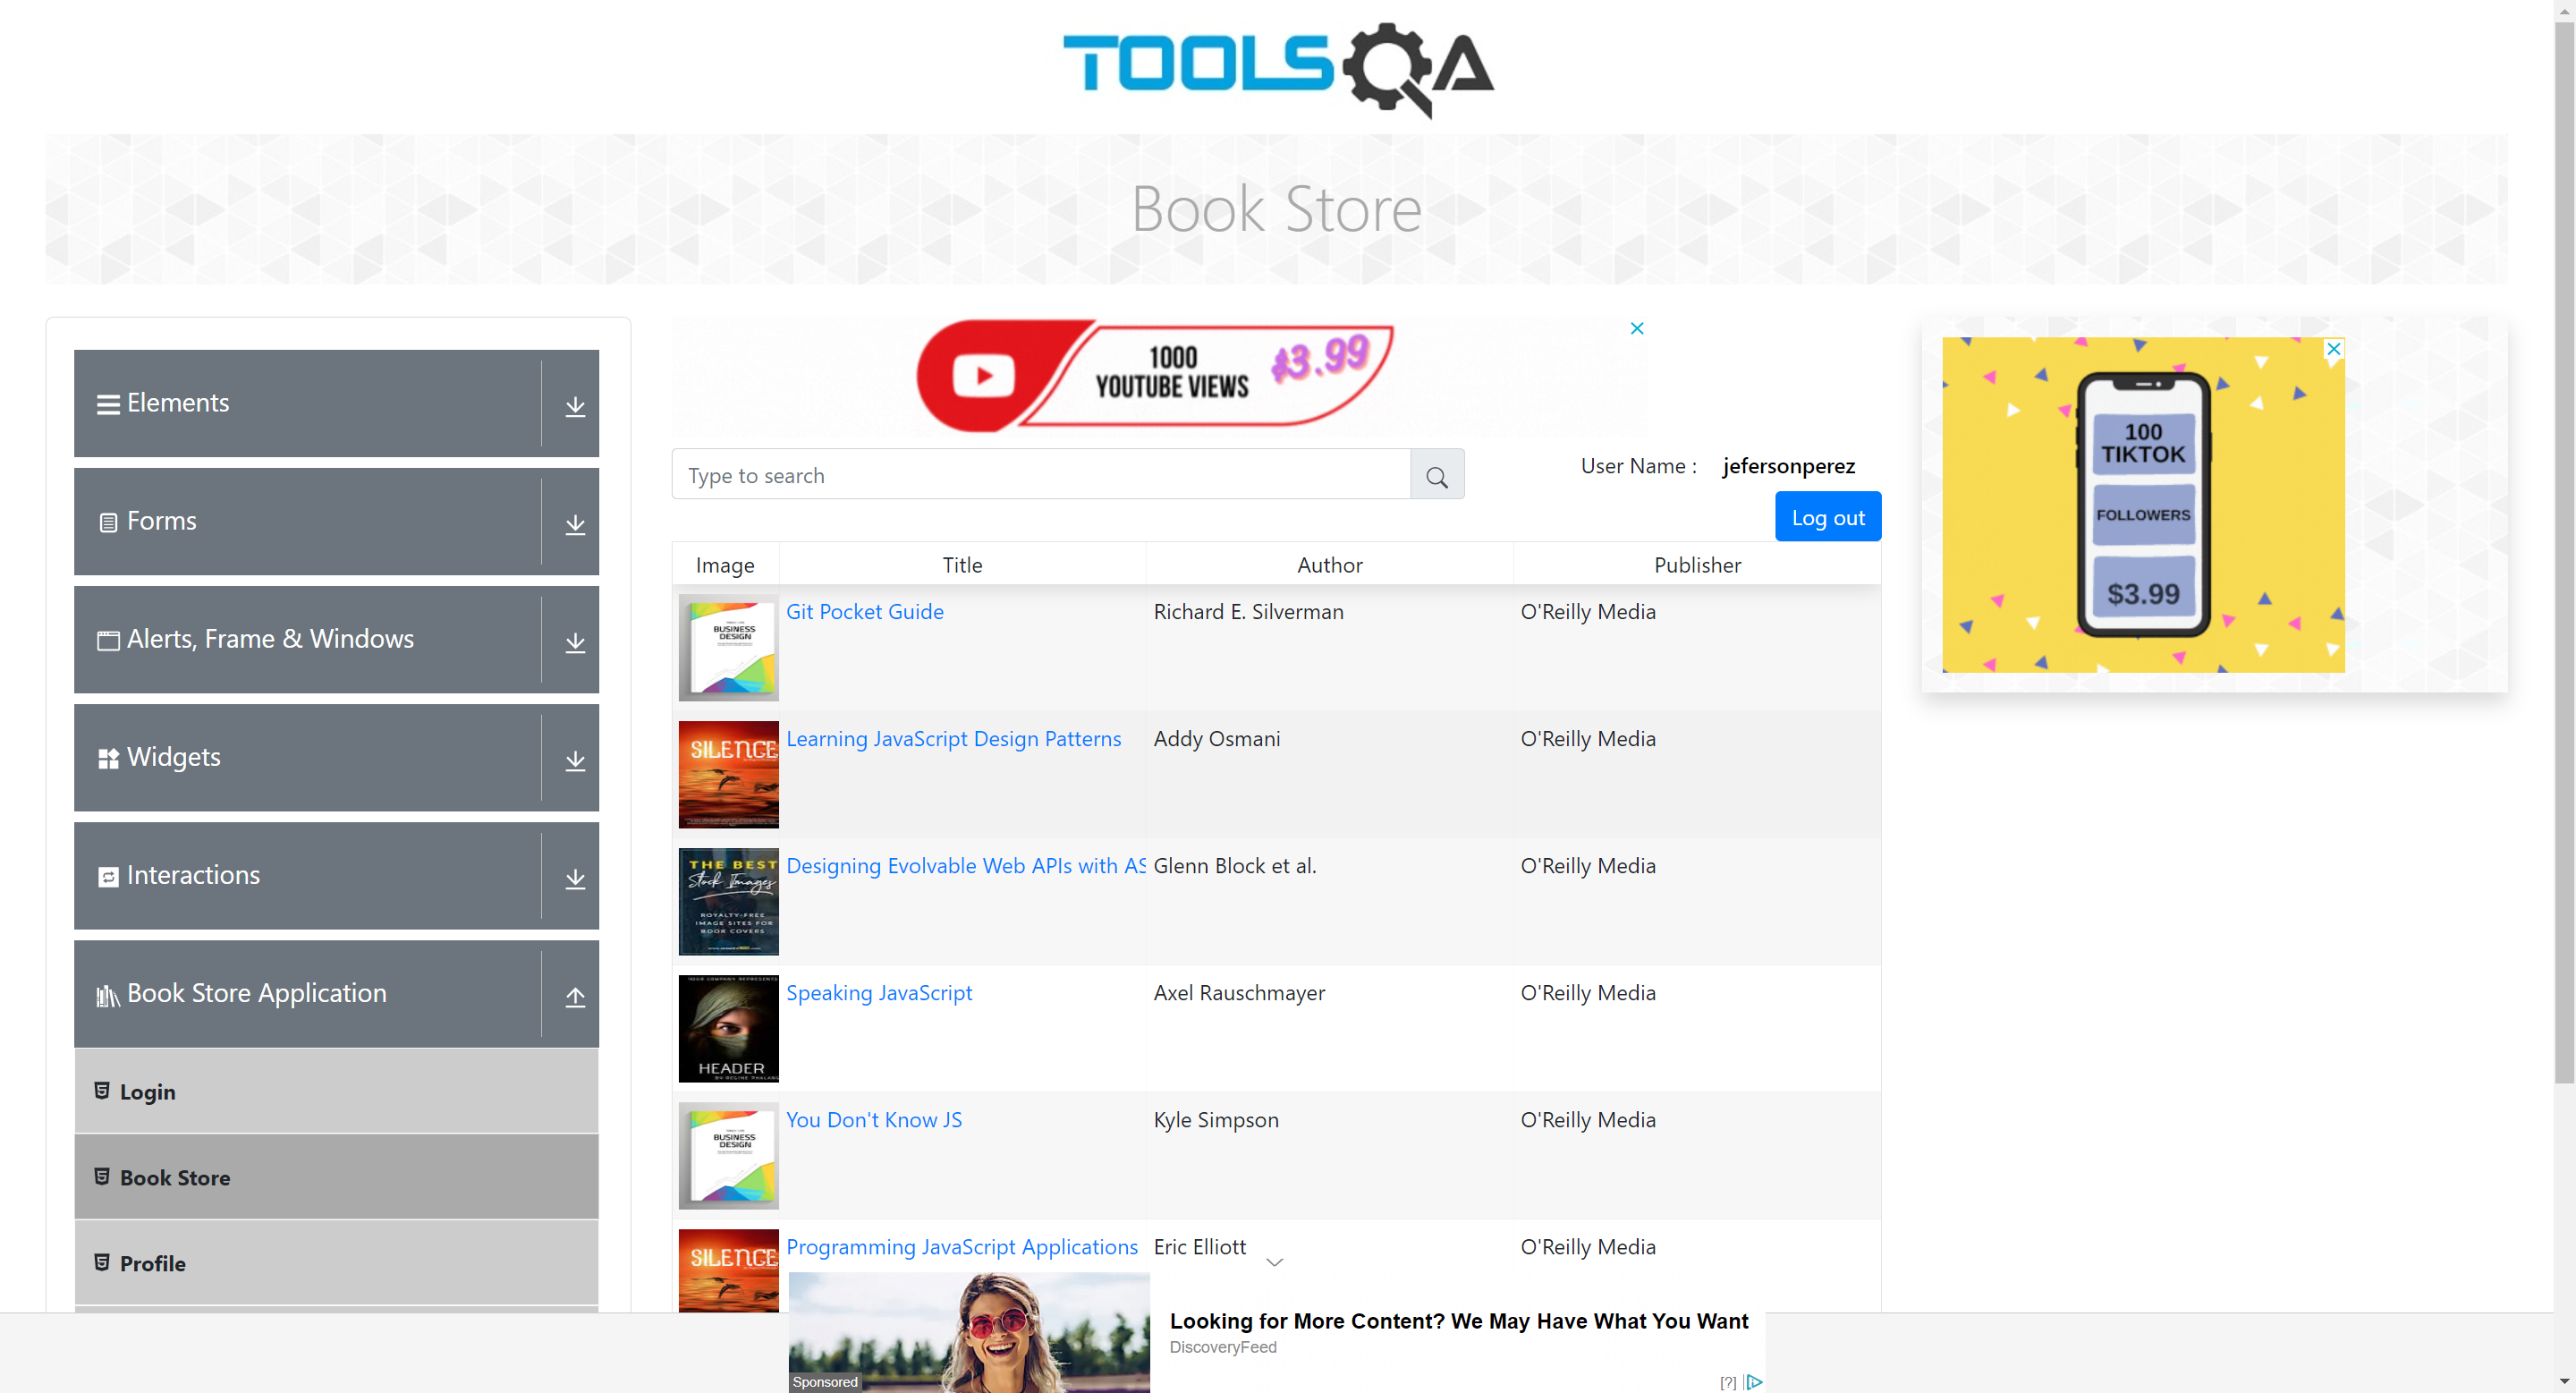 TOOLSQA
Book Store
Elements
Forms
Alerts, Frame & Windows
Widgets
Interactions
Book Store Application
Login
Book Store
Profile
1000
YOUTUBE VIEWS
$3.99
Type to search
User Name : jefersonperez
Log out
Image Title Author Publisher
BUSINESS
DESIGN
Git Pocket Guide Richard E. Silverman O'Reilly Media
SILENCE
Learning JavaScript Design Patterns Addy Osmani O'Reilly Media
THE BEST
Stock Images
ROYALTY-FREE
IMAGE SITES FOR
BOOK COVERS
Designing Evolvable Web APIs with AS Glenn Block et al. O'Reilly Media
Speaking JavaScript Axel Rauschmayer O'Reilly Media
YOUR COMPANY REPRESENTS
HEADER
BUSINESS
DESIGN
You Don't Know JS Kyle Simpson O'Reilly Media
SILENCE
Programming JavaScript Applications Eric Elliott O'Reilly Media
100
TIKTOK
FOLLOWERS
$3.99
Looking for More Content? We May Have What You Want
DiscoveryFeed
Sponsored
[?]